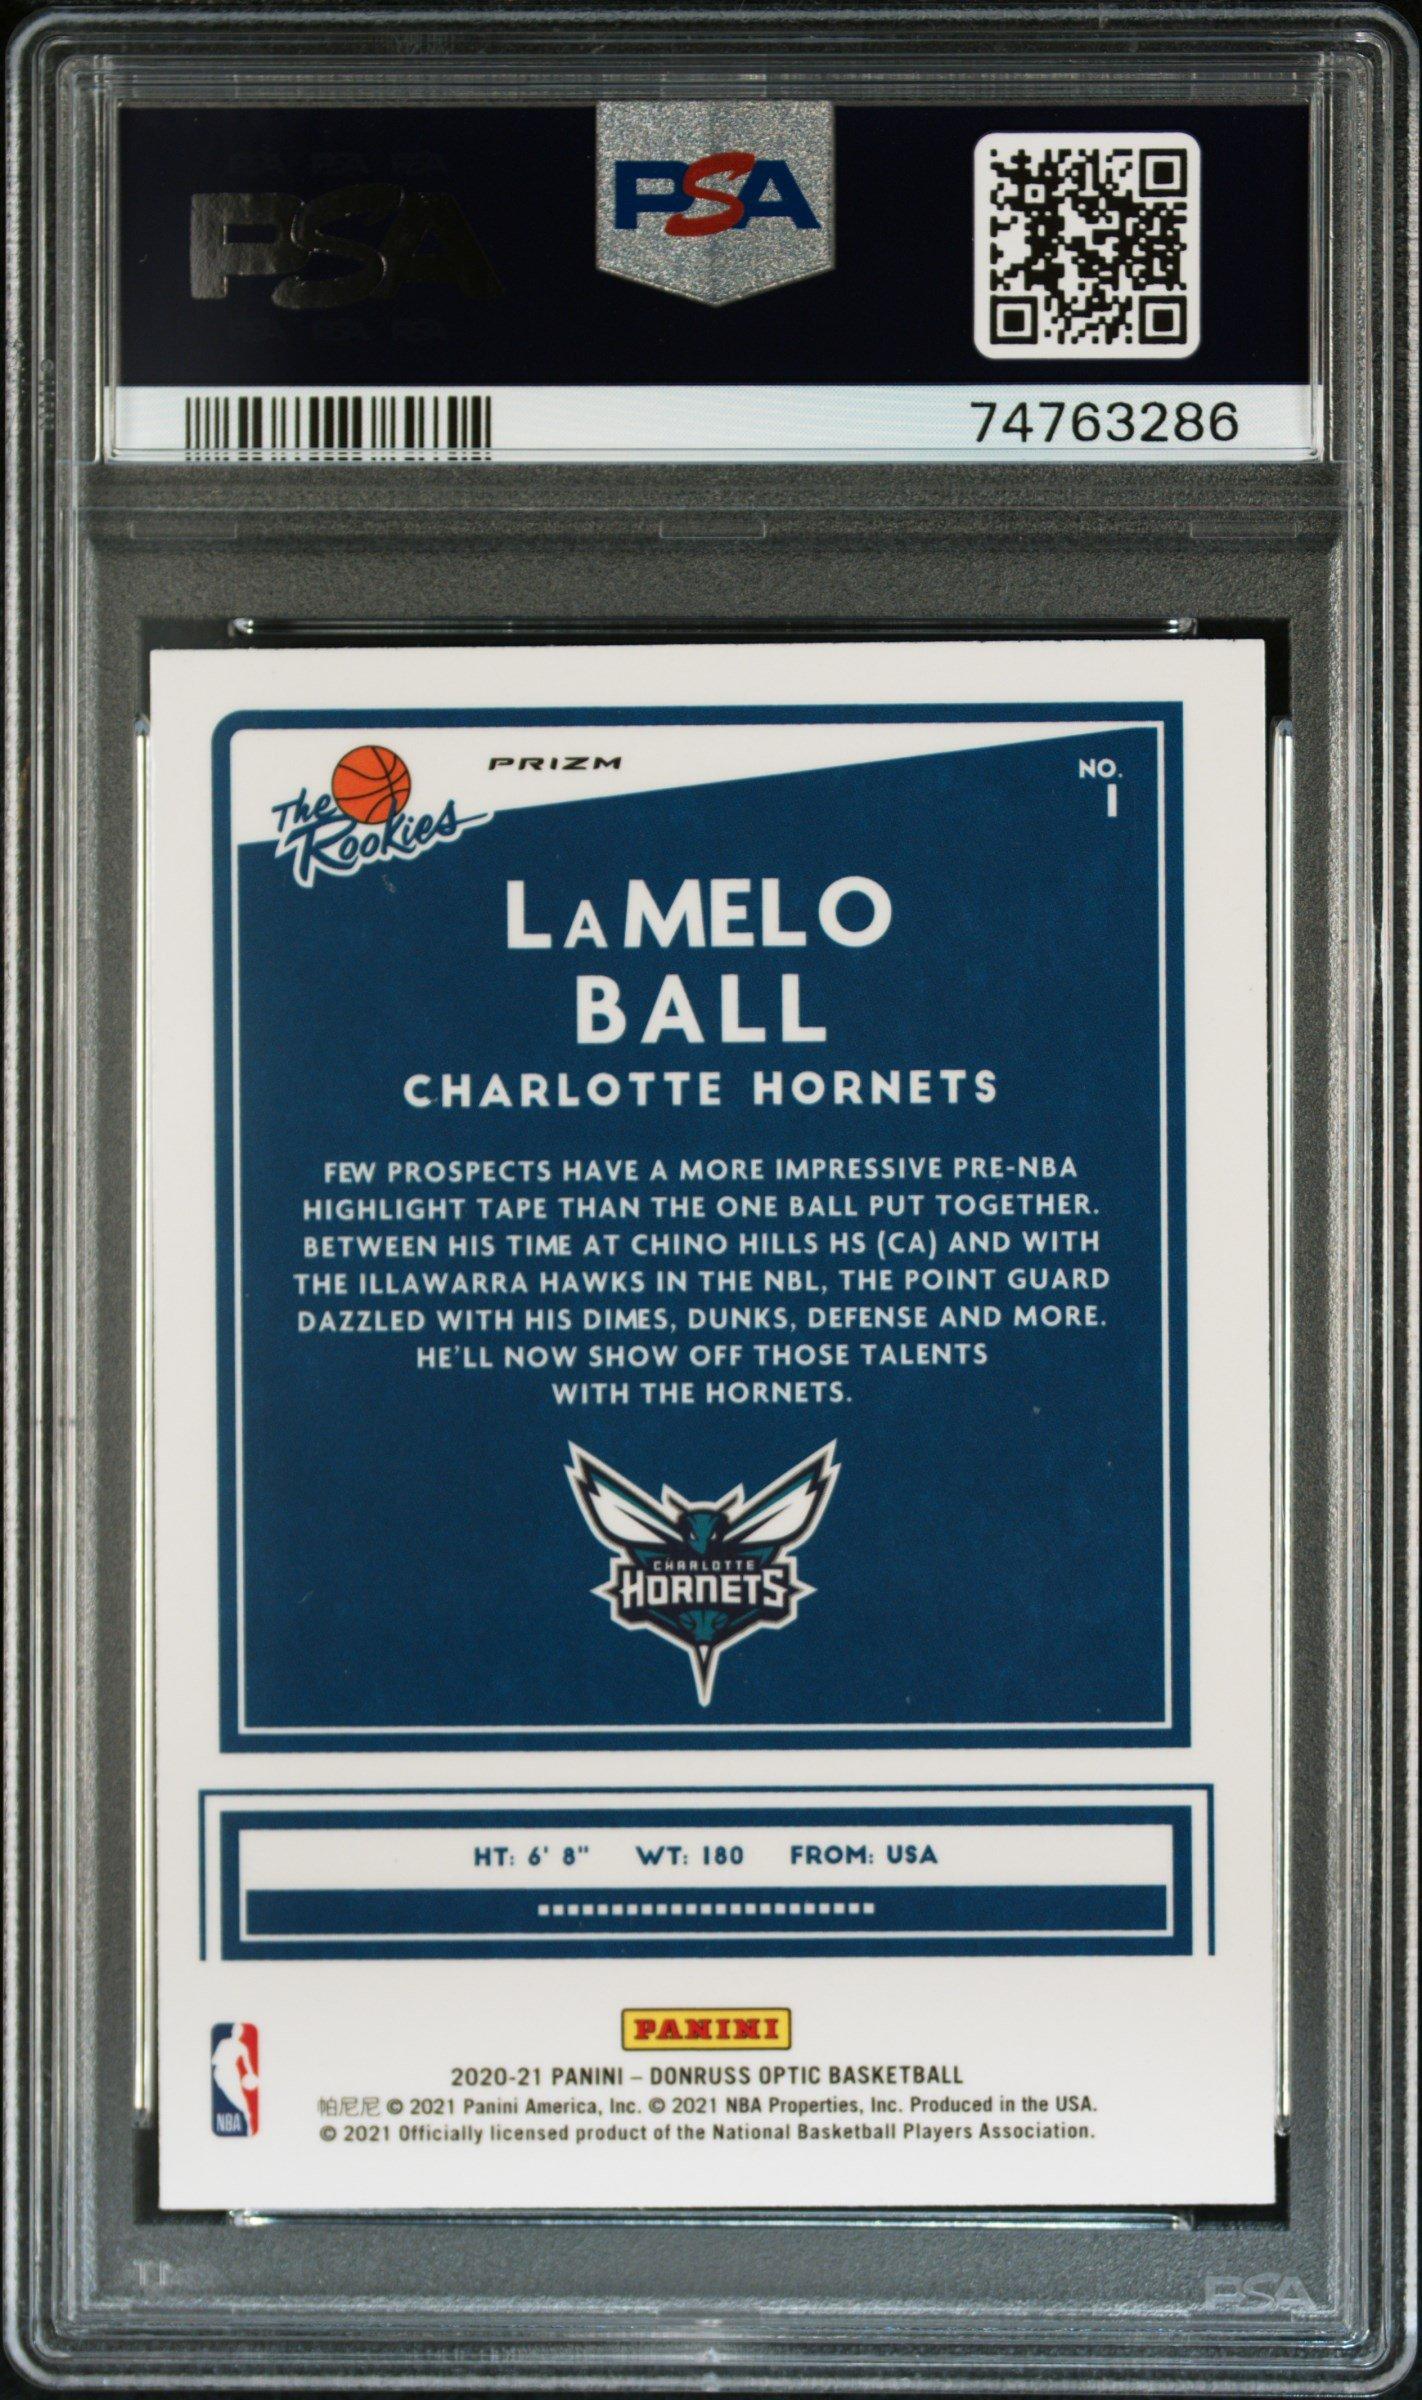 PSA
PSA
74763286
The Rookies
PRIZM
NO.
1
LaMELO
BALL
CHARLOTTE HORNETS
FEW PROSPECTS HAVE A MORE IMPRESSIVE PRE-NBA
HIGHLIGHT TAPE THAN THE ONE BALL PUT TOGETHER.
BETWEEN HIS TIME AT CHINO HILLS HS (CA) AND WITH
THE ILLAWARRA HAWKS IN THE NBL, THE POINT GUARD
DAZZLED WITH HIS DIMES, DUNKS, DEFENSE AND MORE.
HE'LL NOW SHOW OFF THOSE TALENTS
WITH THE HORNETS.
CHARLOTTE
HORNETS
HT: 6' 8" WT: 180 FROM: USA
PANINI
NBA
2020-21 PANINI – DONRUSS OPTIC BASKETBALL
帕尼尼 © 2021 Panini America, Inc. © 2021 NBA Properties, Inc. Produced in the USA.
© 2021 Officially licensed product of the National Basketball Players Association.
PSA